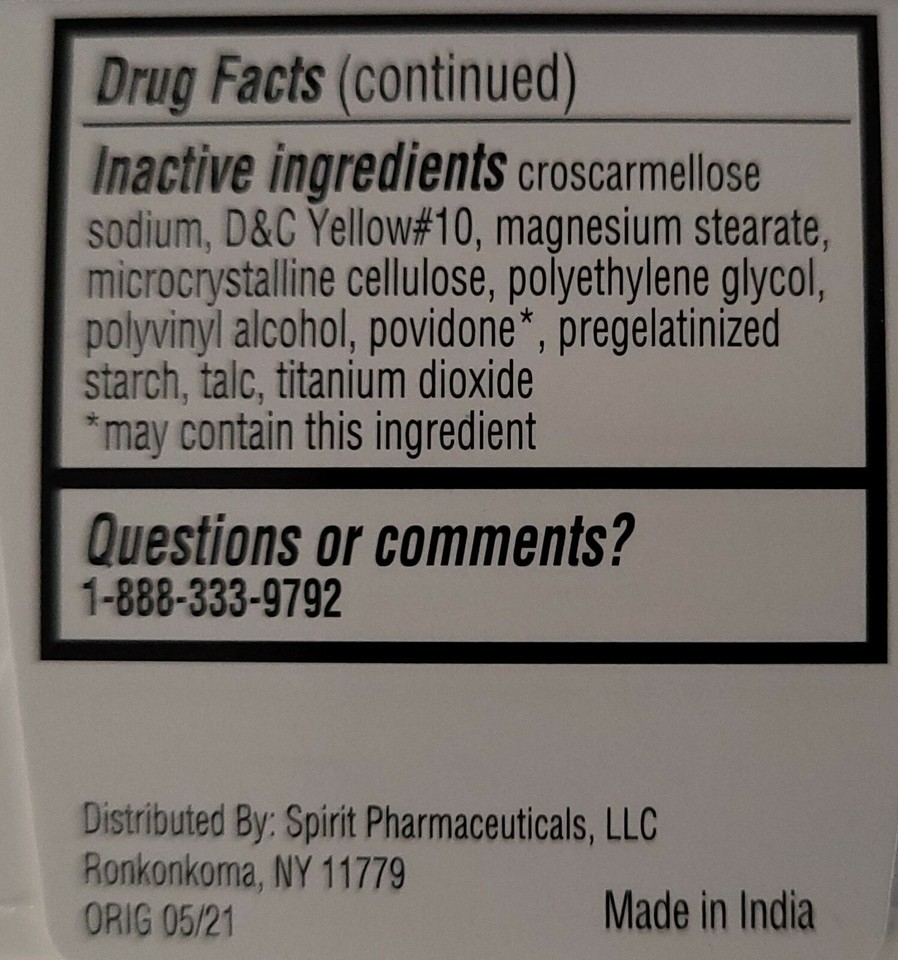 Drug Facts (continued)
Inactive ingredients croscarmellose
sodium, D&C Yellow#10, magnesium stearate,
microcrystalline cellulose, polyethylene glycol,
polyvinyl alcohol, povidone*, pregelatinized
starch, talc, titanium dioxide
*may contain this ingredient
Questions or comments?
1-888-333-9792
Distributed By: Spirit Pharmaceuticals, LLC
Ronkonkoma, NY 11779
ORIG 05/21
Made in India